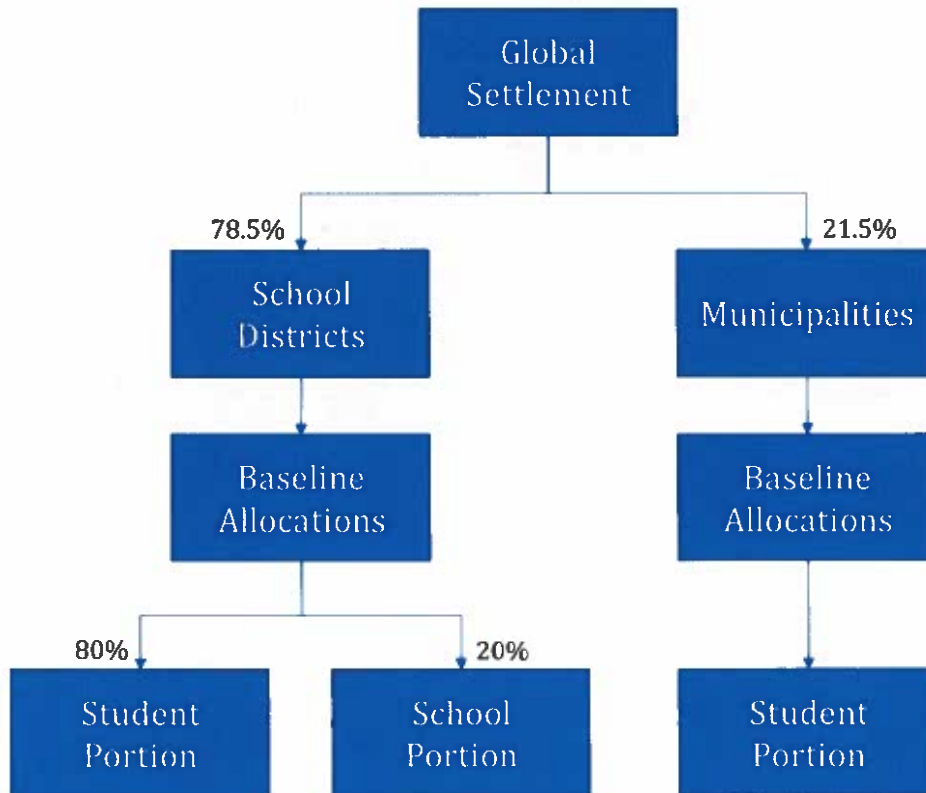 Global
Settlement
78.5%
21.5%
School
Districts
Municipalities
Baseline
Allocations
Baseline
Allocations
80%
20%
Student
Portion
School
Portion
Student
Portion